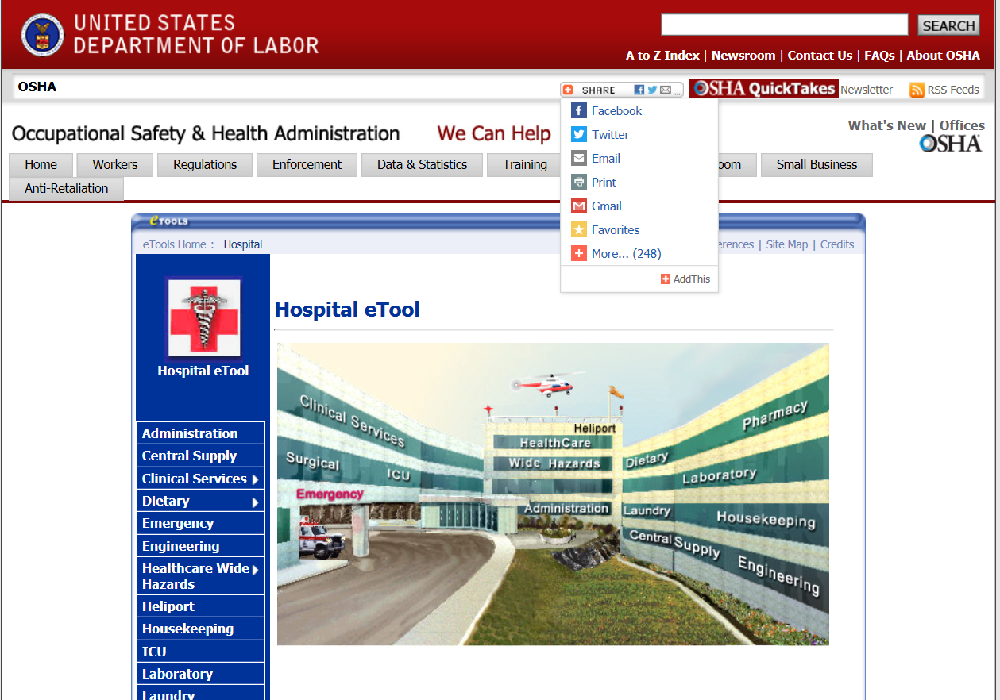 UNITED STATES
DEPARTMENT OF LABOR
SEARCH
A to Z Index | Newsroom | Contact Us | FAQs | About OSHA
OSHA
SHARE ...
OSHA QuickTakes Newsletter RSS Feeds
Facebook
Twitter
Email
Print
Gmail
Favorites
More... (248)
AddThis
Occupational Safety & Health Administration We Can Help
What's New | Offices
OSHA
Home Workers Regulations Enforcement Data & Statistics Training Small Business
Anti-Retaliation
eTOOLS
eTools Home : Hospital
| Site Map | Credits
Hospital eTool
Hospital eTool
Administration
Central Supply
Clinical Services
Dietary
Emergency
Engineering
Healthcare Wide
Hazards
Heliport
Housekeeping
ICU
Laboratory
Laundry
Clinical Services
Surgical
ICU
Emergency
Heliport
HealthCare
Wide Hazards
Administration
Pharmacy
Dietary
Laboratory
Laundry
Housekeeping
Central Supply
Engineering